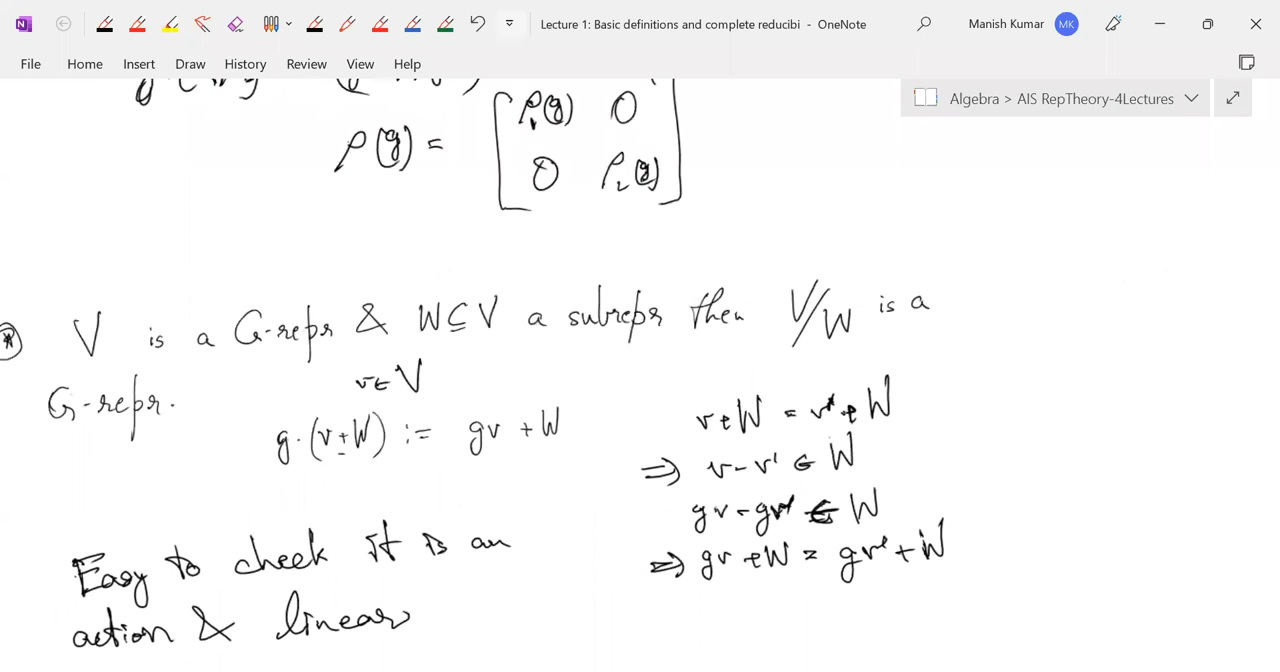 Lecture 1: Basic definitions and complete reducibi - OneNote
Manish Kumar MK
File Home Insert Draw History Review View Help
Algebra > AIS RepTheory-4Lectures
ρ(g) = [ρ₁(g) 0
0 ρ₂(g)]
V is a G-repr & W ⊆ V a subrepr then V/W is a
G-repr.
v ∈ V
g·(v+W) := gv + W
v+W = v'+W
⇒ v-v' ∈ W
gv-gv' ∈ W
⇒ gv+W = gv'+W
Easy to check it is an
action & linear